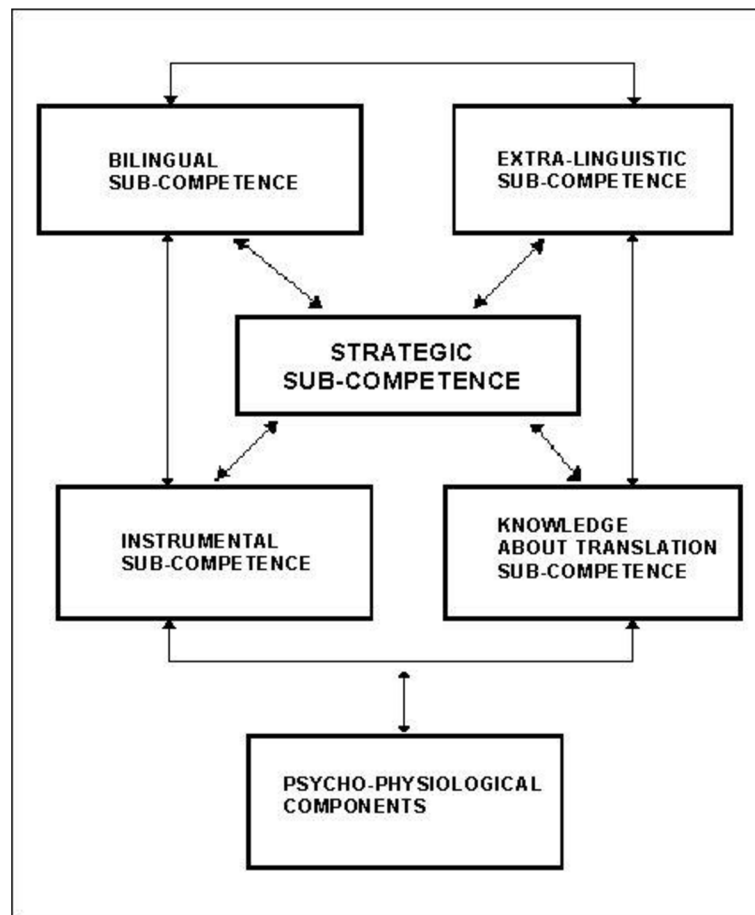 BILINGUAL
SUB-COMPETENCE
EXTRA-LINGUISTIC
SUB-COMPETENCE
STRATEGIC
SUB-COMPETENCE
INSTRUMENTAL
SUB-COMPETENCE
KNOWLEDGE
ABOUT TRANSLATION
SUB-COMPETENCE
PSYCHO-PHYSIOLOGICAL
COMPONENTS